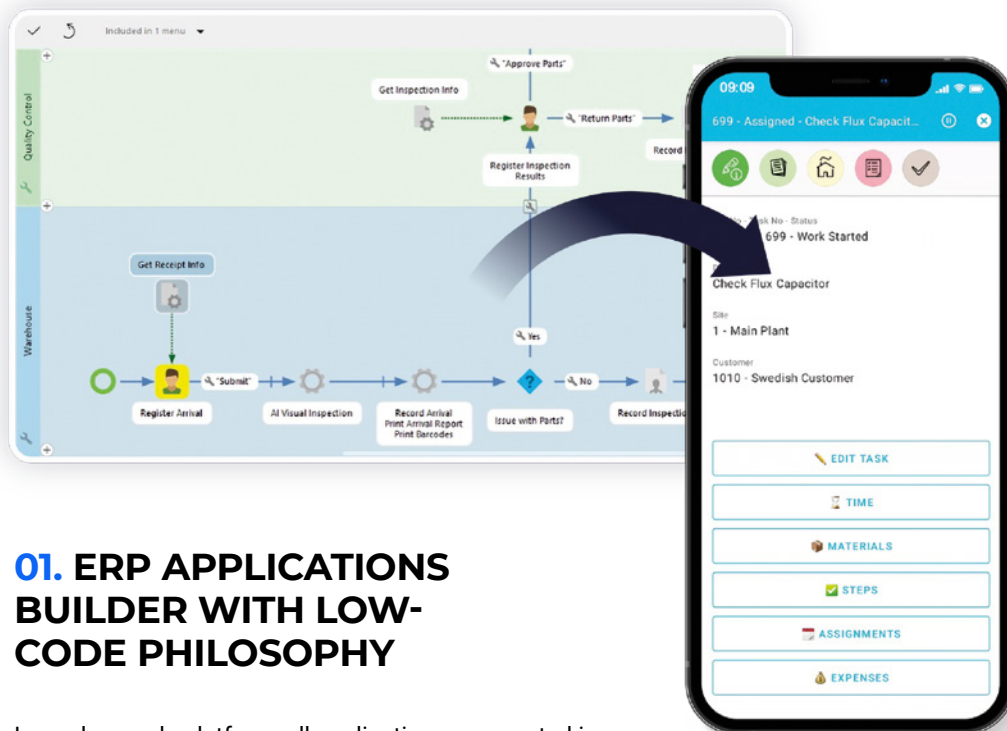 Included in 1 menu
"Approve Parts"
Get Inspection Info
"Return Parts"
Record
Register Inspection
Results
Quality Control
Get Receipt Info
Warehouse
Yes
"Submit"
No
Register Arrival
AI Visual Inspection
Record Arrival
Print Arrival Report
Print Barcodes
Issue with Parts?
Record
09:09
699 - Assigned - Check Flux Capacit...
Task No - Status
699 - Work Started
Check Flux Capacitor
Site
1 - Main Plant
Customer
1010 - Swedish Customer
EDIT TASK
TIME
MATERIALS
STEPS
ASSIGNMENTS
EXPENSES
01. ERP APPLICATIONS
BUILDER WITH LOW-
CODE PHILOSOPHY